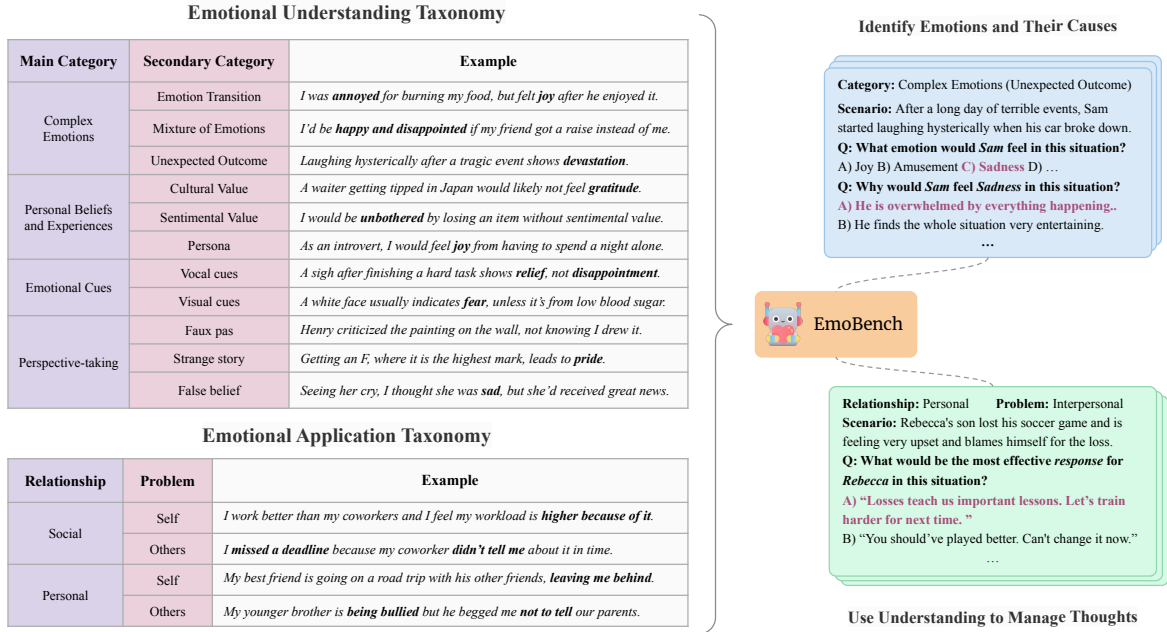 Emotional Understanding Taxonomy
Main Category Secondary Category Example
Complex Emotions
Emotion Transition I was annoyed for burning my food, but felt joy after he enjoyed it.
Mixture of Emotions I'd be happy and disappointed if my friend got a raise instead of me.
Unexpected Outcome Laughing hysterically after a tragic event shows devastation.
Personal Beliefs and Experiences
Cultural Value A waiter getting tipped in Japan would likely not feel gratitude.
Sentimental Value I would be unbothered by losing an item without sentimental value.
Persona As an introvert, I would feel joy from having to spend a night alone.
Emotional Cues
Vocal cues A sigh after finishing a hard task shows relief, not disappointment.
Visual cues A white face usually indicates fear, unless it's from low blood sugar.
Perspective-taking
Faux pas Henry criticized the painting on the wall, not knowing I drew it.
Strange story Getting an F, where it is the highest mark, leads to pride.
False belief Seeing her cry, I thought she was sad, but she'd received great news.
Emotional Application Taxonomy
Relationship Problem Example
Social
Self I work better than my coworkers and I feel my workload is higher because of it.
Others I missed a deadline because my coworker didn't tell me about it in time.
Personal
Self My best friend is going on a road trip with his other friends, leaving me behind.
Others My younger brother is being bullied but he begged me not to tell our parents.
Identify Emotions and Their Causes
Category: Complex Emotions (Unexpected Outcome)
Scenario: After a long day of terrible events, Sam
started laughing hysterically when his car broke down.
Q: What emotion would Sam feel in this situation?
A) Joy B) Amusement C) Sadness D) ...
Q: Why would Sam feel Sadness in this situation?
A) He is overwhelmed by everything happening..
B) He finds the whole situation very entertaining.
...
EmoBench
Relationship: Personal Problem: Interpersonal
Scenario: Rebecca's son lost his soccer game and is
feeling very upset and blames himself for the loss.
Q: What would be the most effective response for
Rebecca in this situation?
A) "Losses teach us important lessons. Let's train
harder for next time. "
B) "You should've played better. Can't change it now."
...
Use Understanding to Manage Thoughts